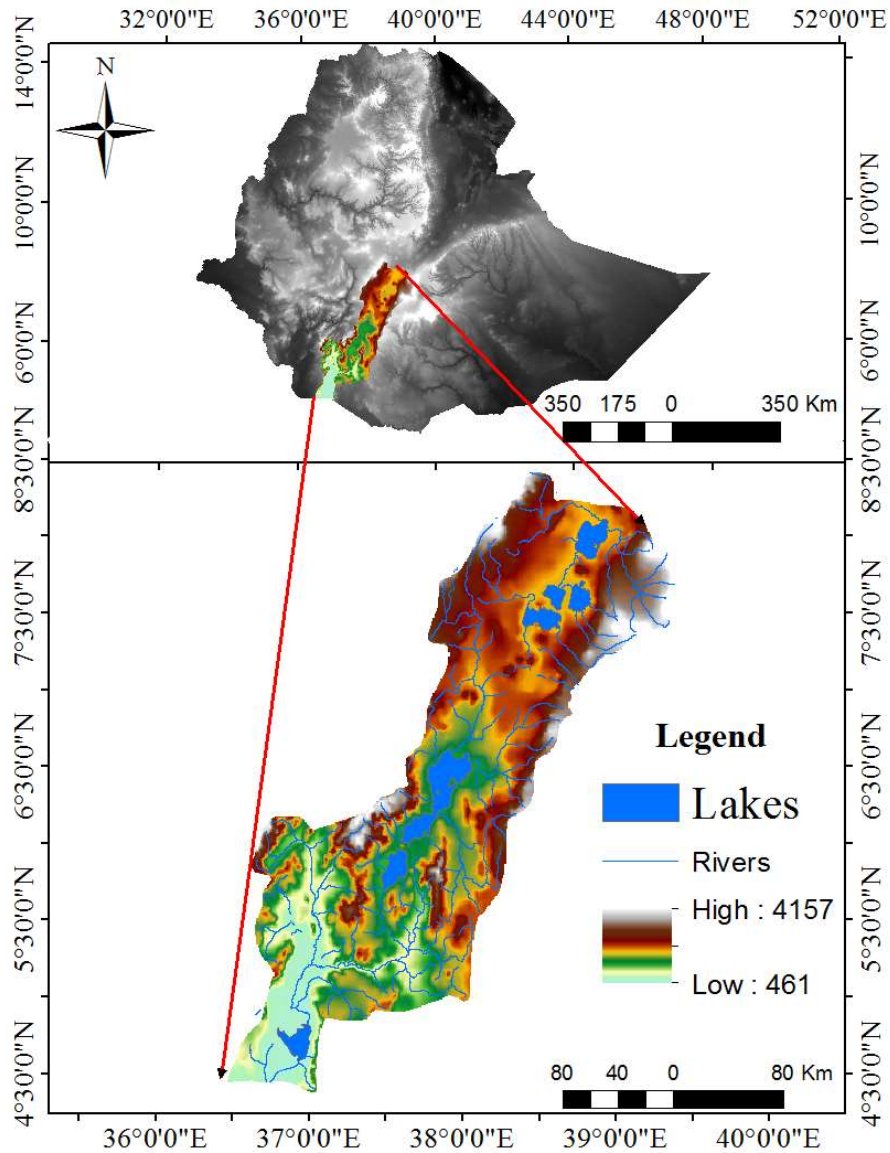 32°0'0"E 36°0'0"E 40°0'0"E 44°0'0"E 48°0'0"E 52°0'0"E
N
14°0'0"N
10°0'0"N
6°0'0"N
14°0'0"N
10°0'0"N
6°0'0"N
350 175 0 350 Km
8°30'0"N
7°30'0"N
6°30'0"N
5°30'0"N
4°30'0"N
8°30'0"N
7°30'0"N
6°30'0"N
5°30'0"N
4°30'0"N
Legend
Lakes
Rivers
High : 4157
Low : 461
80 40 0 80 Km
36°0'0"E 37°0'0"E 38°0'0"E 39°0'0"E 40°0'0"E